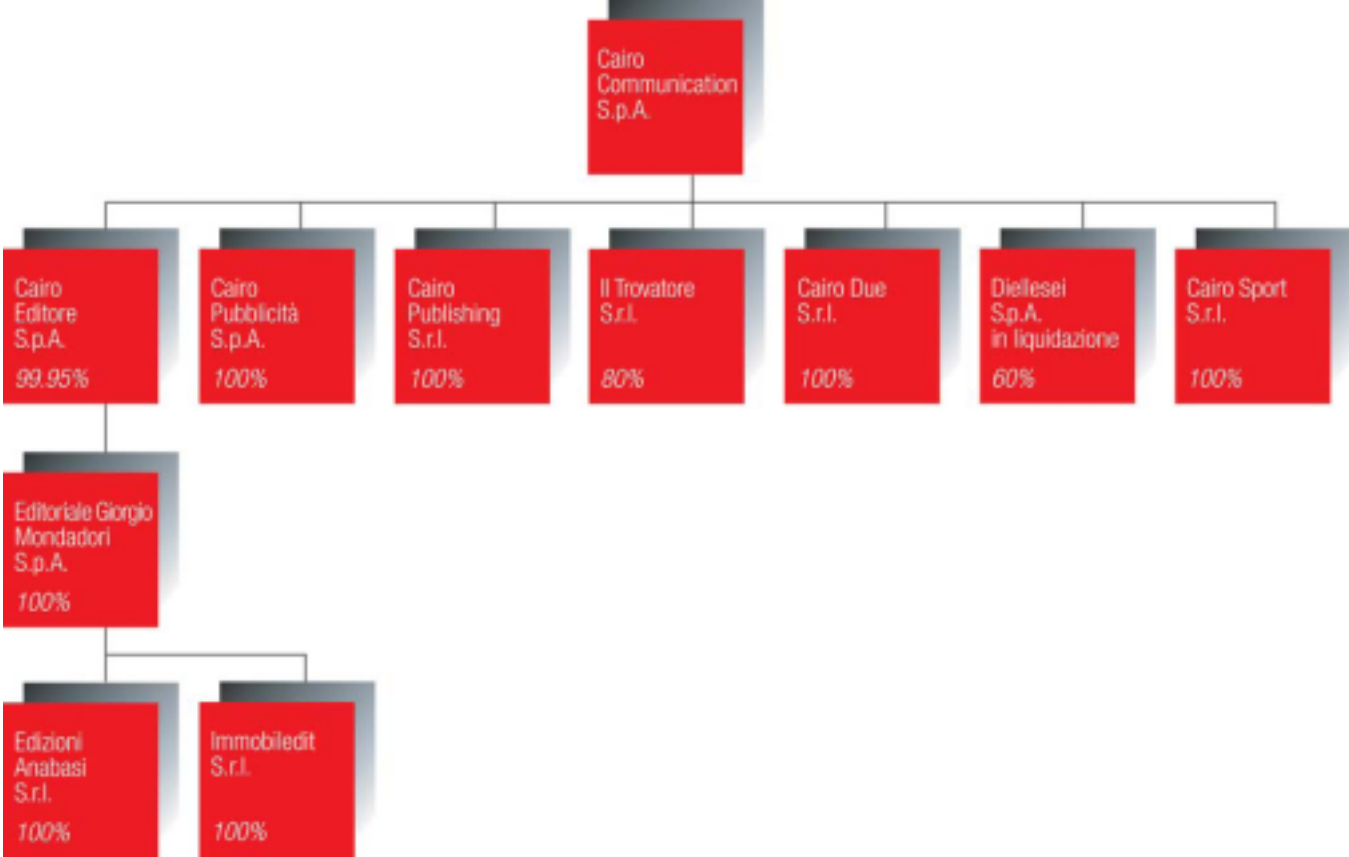 Cairo
Communication
S.p.A.
Cairo
Editore
S.p.A.
99.95%
Cairo
Pubblicità
S.p.A.
100%
Cairo
Publishing
S.r.l.
100%
Il Trovatore
S.r.l.
80%
Cairo Due
S.r.l.
100%
Diellesei
S.p.A.
in liquidazione
60%
Cairo Sport
S.r.l.
100%
Editoriale Giorgio
Mondadori
S.p.A.
100%
Edizioni
Anabasi
S.r.l.
100%
Immobiledit
S.r.l.
100%